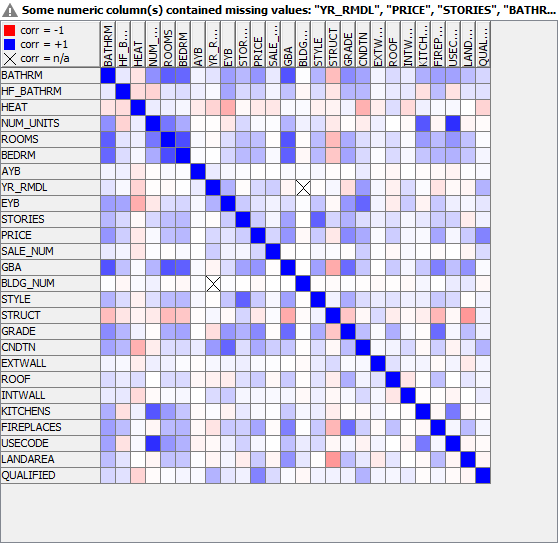 Some numeric column(s) contained missing values: "YR_RMDL", "PRICE", "STORIES", "BATHR...
corr = -1
corr = +1
corr = n/a
BATHRM
HF_B...
HEAT
NUM_...
ROOMS
BEDRM
AYB
YR_R...
EYB
STOR...
PRICE
SALE_...
GBA
BLDG_...
STYLE
STRUCT
GRADE
CNDTN
EXTW...
ROOF
INTW...
KITCH...
FIREP...
USEC...
LAND...
QUAL...
BATHRM
HF_BATHRM
HEAT
NUM_UNITS
ROOMS
BEDRM
AYB
YR_RMDL
EYB
STORIES
PRICE
SALE_NUM
GBA
BLDG_NUM
STYLE
STRUCT
GRADE
CNDTN
EXTWALL
ROOF
INTWALL
KITCHENS
FIREPLACES
USECODE
LANDAREA
QUALIFIED